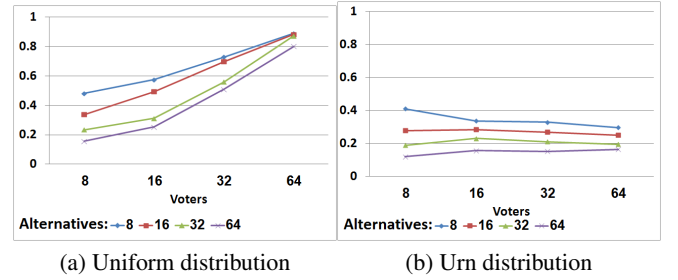 1
0.8
0.6
0.4
0.2
0
8 16 32 64
Voters
Alternatives: 8 16 32 64
(a) Uniform distribution
1
0.8
0.6
0.4
0.2
0
8 16 32 64
Voters
Alternatives: 8 16 32 64
(b) Urn distribution